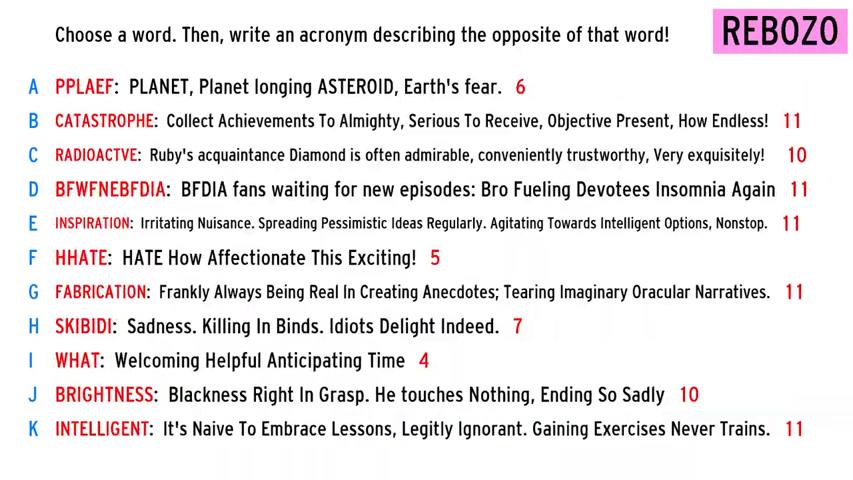 Choose a word. Then, write an acronym describing the opposite of that word! REBOZO
A PPLAEF: PLANET, Planet longing ASTEROID, Earth's fear. 6
B CATASTROPHE: Collect Achievements To Almighty, Serious To Receive, Objective Present, How Endless! 11
C RADIOACTVE: Ruby's acquaintance Diamond is often admirable, conveniently trustworthy, Very exquisitely! 10
D BFWFNEBFDIA: BFDIA fans waiting for new episodes: Bro Fueling Devotees Insomnia Again 11
E INSPIRATION: Irritating Nuisance. Spreading Pessimistic Ideas Regularly. Agitating Towards Intelligent Options, Nonstop. 11
F HHATE: HATE How Affectionate This Exciting! 5
G FABRICATION: Frankly Always Being Real In Creating Anecdotes; Tearing Imaginary Oracular Narratives. 11
H SKIBIDI: Sadness. Killing In Binds. Idiots Delight Indeed. 7
I WHAT: Welcoming Helpful Anticipating Time 4
J BRIGHTNESS: Blackness Right In Grasp. He touches Nothing, Ending So Sadly 10
K INTELLIGENT: It's Naive To Embrace Lessons, Legitly Ignorant. Gaining Exercises Never Trains. 11